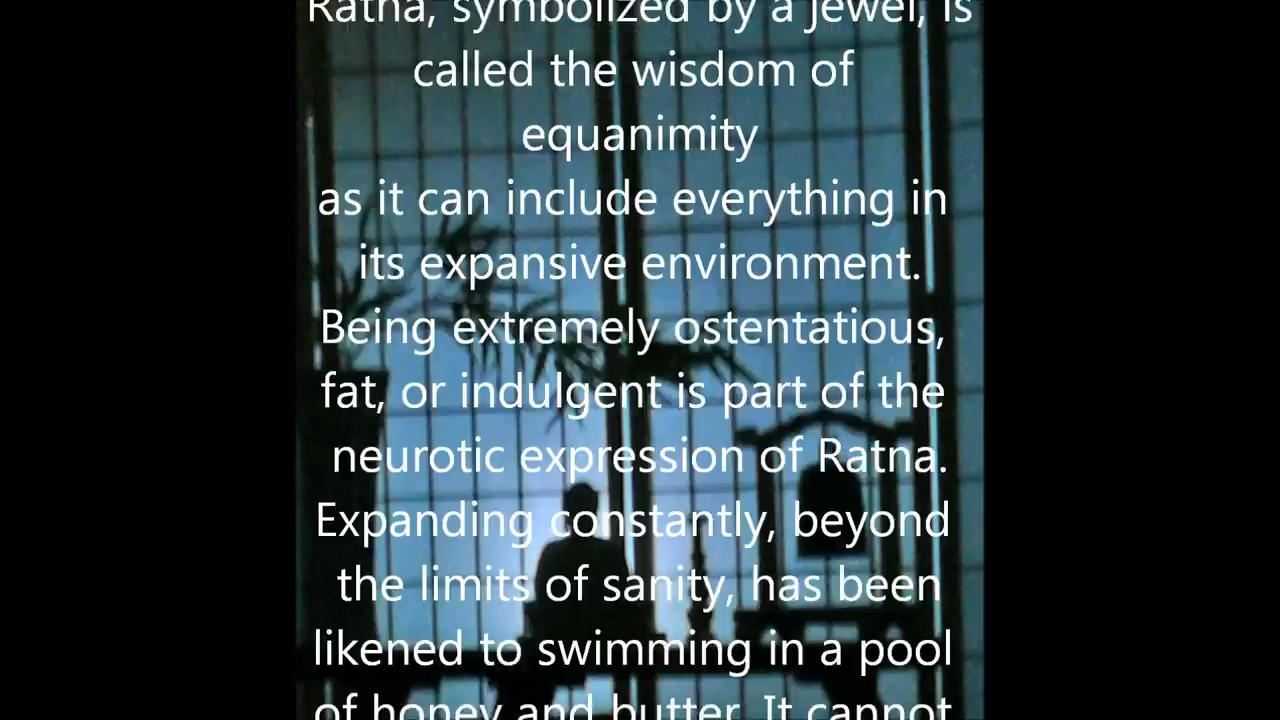 Ratna, symbolized by a jewel, is
called the wisdom of
equanimity
as it can include everything in
its expansive environment.
Being extremely ostentatious,
fat, or indulgent is part of the
neurotic expression of Ratna.
Expanding constantly, beyond
the limits of sanity, has been
likened to swimming in a pool
of honey and butter. It cannot